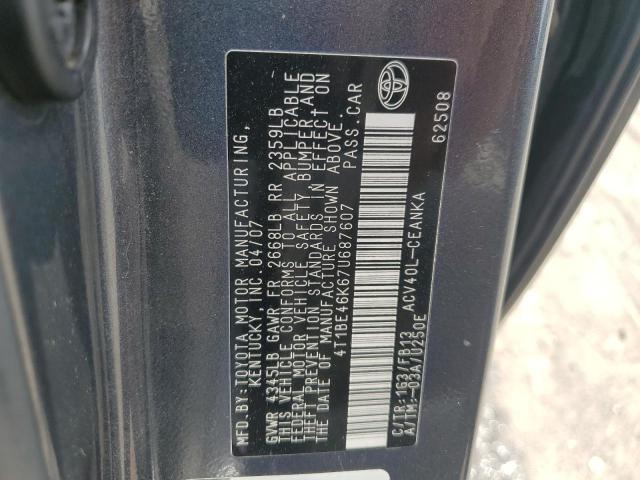 MFD. BY: TOYOTA MOTOR MANUFACTURING,
KENTUCKY, INC. 04/07
GVWR 4345LB GAWR FR 2668LB RR 2359LB
THIS VEHICLE CONFORMS TO ALL APPLICABLE
FEDERAL MOTOR VEHICLE SAFETY, BUMPER, AND
THEFT PREVENTION STANDARDS IN EFFECT ON
THE DATE OF MANUFACTURE SHOWN ABOVE.
4T1BE46K67U687607 PASS. CAR
C/TR: 1G3/FB13 ACV40L-CEANKA
A/TM: -03A/U250E
62508